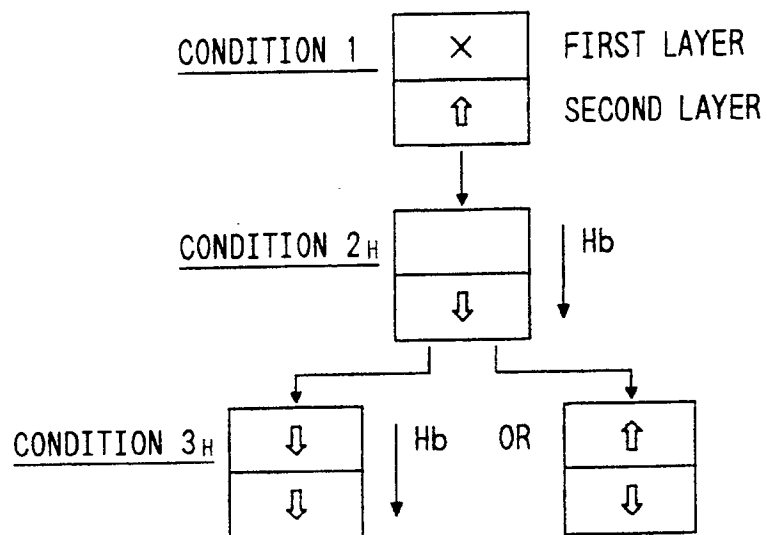 CONDITION 1 × FIRST LAYER
⇧ SECOND LAYER
CONDITION 2H Hb
⇩
CONDITION 3H ⇩ Hb OR ⇧
⇩ ⇩